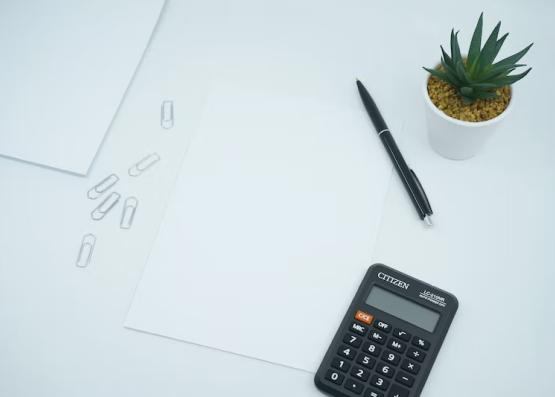 CITIZEN
C/CE OFF √ %
MRC M- M+ ÷
7 8 9 ×
4 5 6 −
1 2 3 +
0 · =